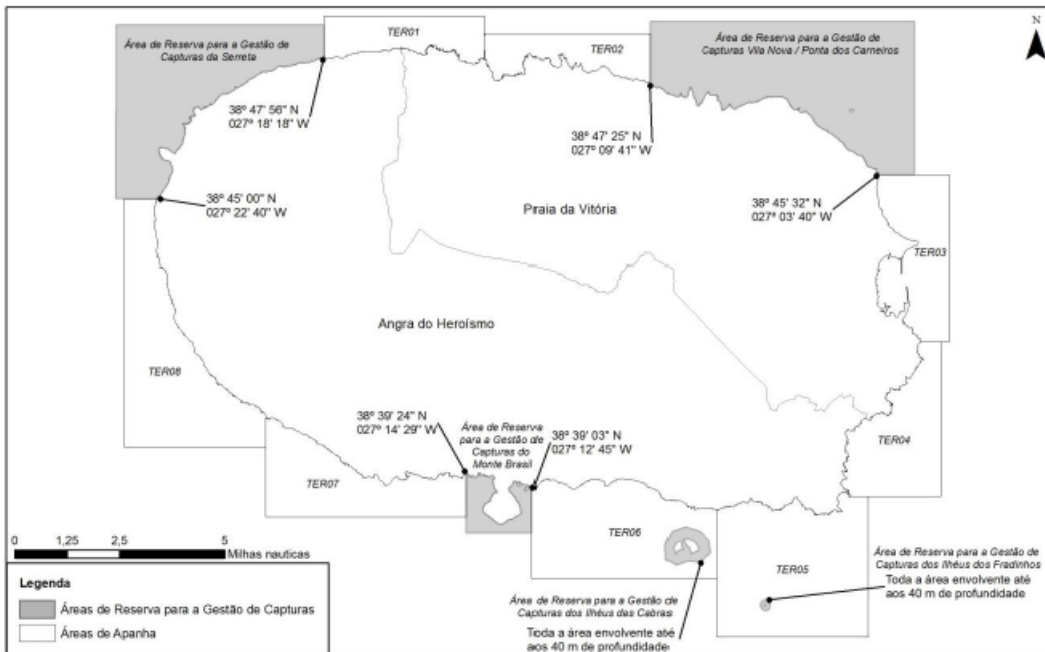 Área de Reserva para a Gestão de
Capturas da Serreta
TER01
TER02
Área de Reserva para a Gestão de
Capturas Vila Nova / Ponta dos Carneiros
N
38º 47' 56" N
027º 18' 18" W
38º 47' 25" N
027º 09' 41" W
38º 45' 00" N
027º 22' 40" W
Praia da Vitória
38º 45' 32" N
027º 03' 40" W
TER03
Angra do Heroísmo
TER08
38º 39' 24" N
027º 14' 29" W
Área de Reserva
para a Gestão de
Capturas do
Monte Brasil
38º 39' 03" N
027º 12' 45" W
TER04
TER07
TER06
TER05
0 1,25 2,5 5
Milhas nauticas
Área de Reserva para a Gestão de
Capturas dos Ilhéus dos Fradinhos
Toda a área envolvente até
aos 40 m de profundidade
Área de Reserva para a Gestão de
Capturas dos Ilhéus das Cabras
Toda a área envolvente até
aos 40 m de profundidade
Legenda
Áreas de Reserva para a Gestão de Capturas
Áreas de Apanha